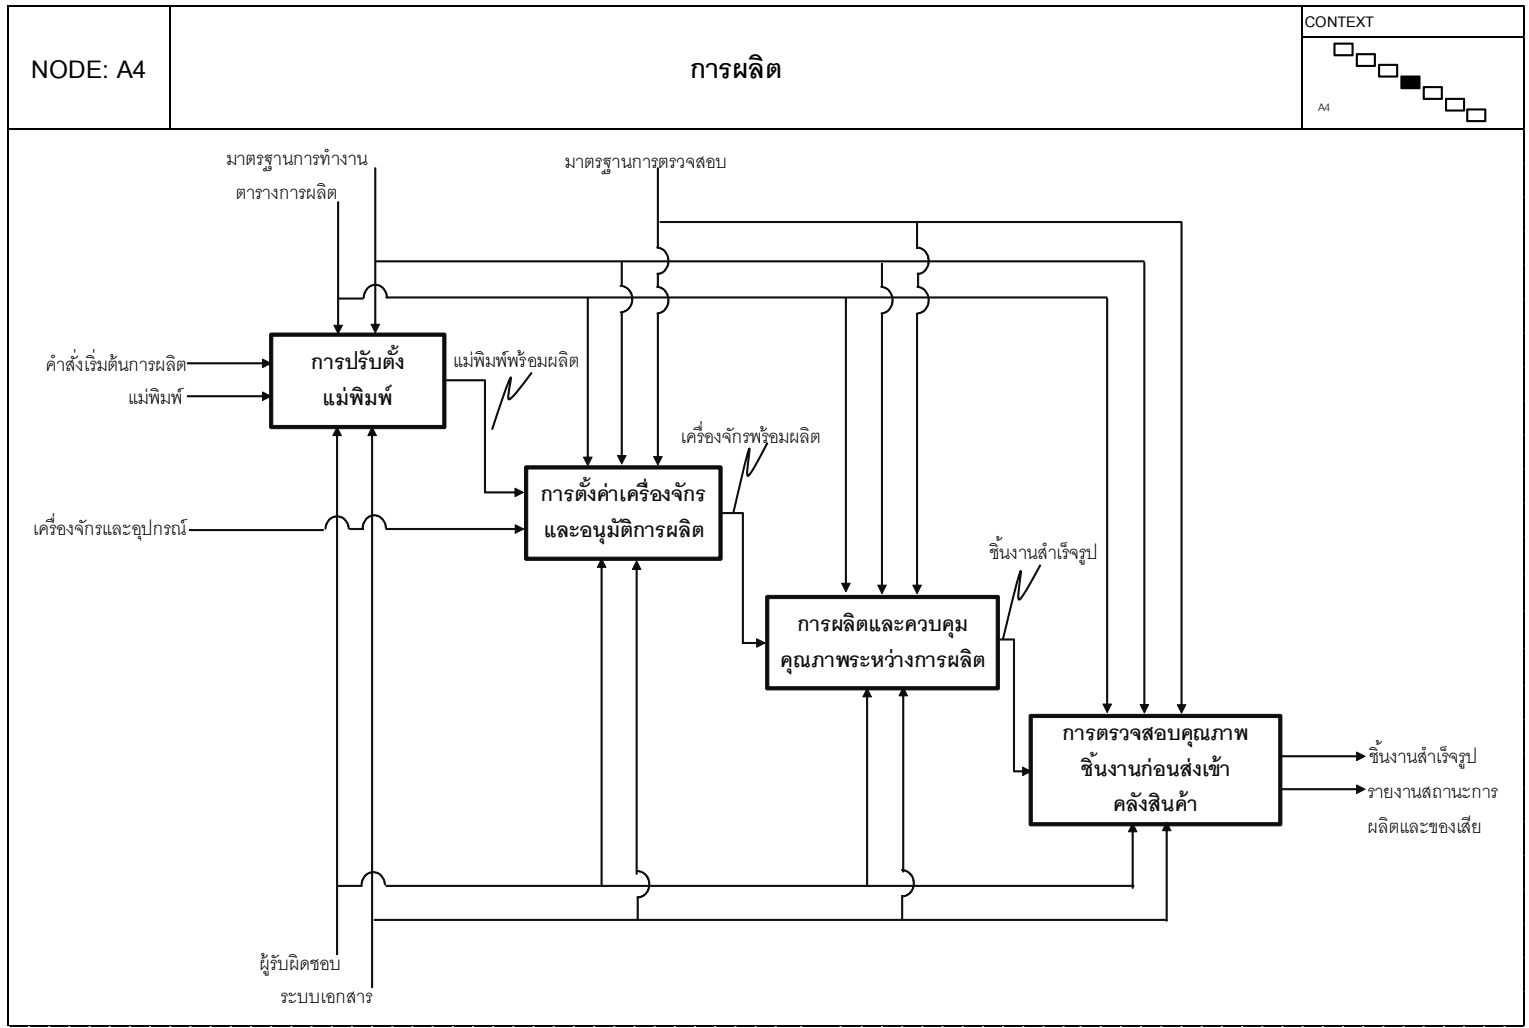 NODE: A4
การผลิต
CONTEXT
A4
มาตรฐานการทำงาน
มาตรฐานการตรวจสอบ
ตารางการผลิต
คำสั่งเริ่มต้นการผลิต
แม่พิมพ์
การปรับตั้ง
แม่พิมพ์
แม่พิมพ์พร้อมผลิต
เครื่องจักรพร้อมผลิต
เครื่องจักรและอุปกรณ์
การตั้งค่าเครื่องจักร
และอนุมัติการผลิต
ชิ้นงานสำเร็จรูป
การผลิตและควบคุม
คุณภาพระหว่างการผลิต
การตรวจสอบคุณภาพ
ชิ้นงานก่อนส่งเข้า
คลังสินค้า
ชิ้นงานสำเร็จรูป
รายงานสถานะการ
ผลิตและของเสีย
ผู้รับผิดชอบ
ระบบเอกสาร